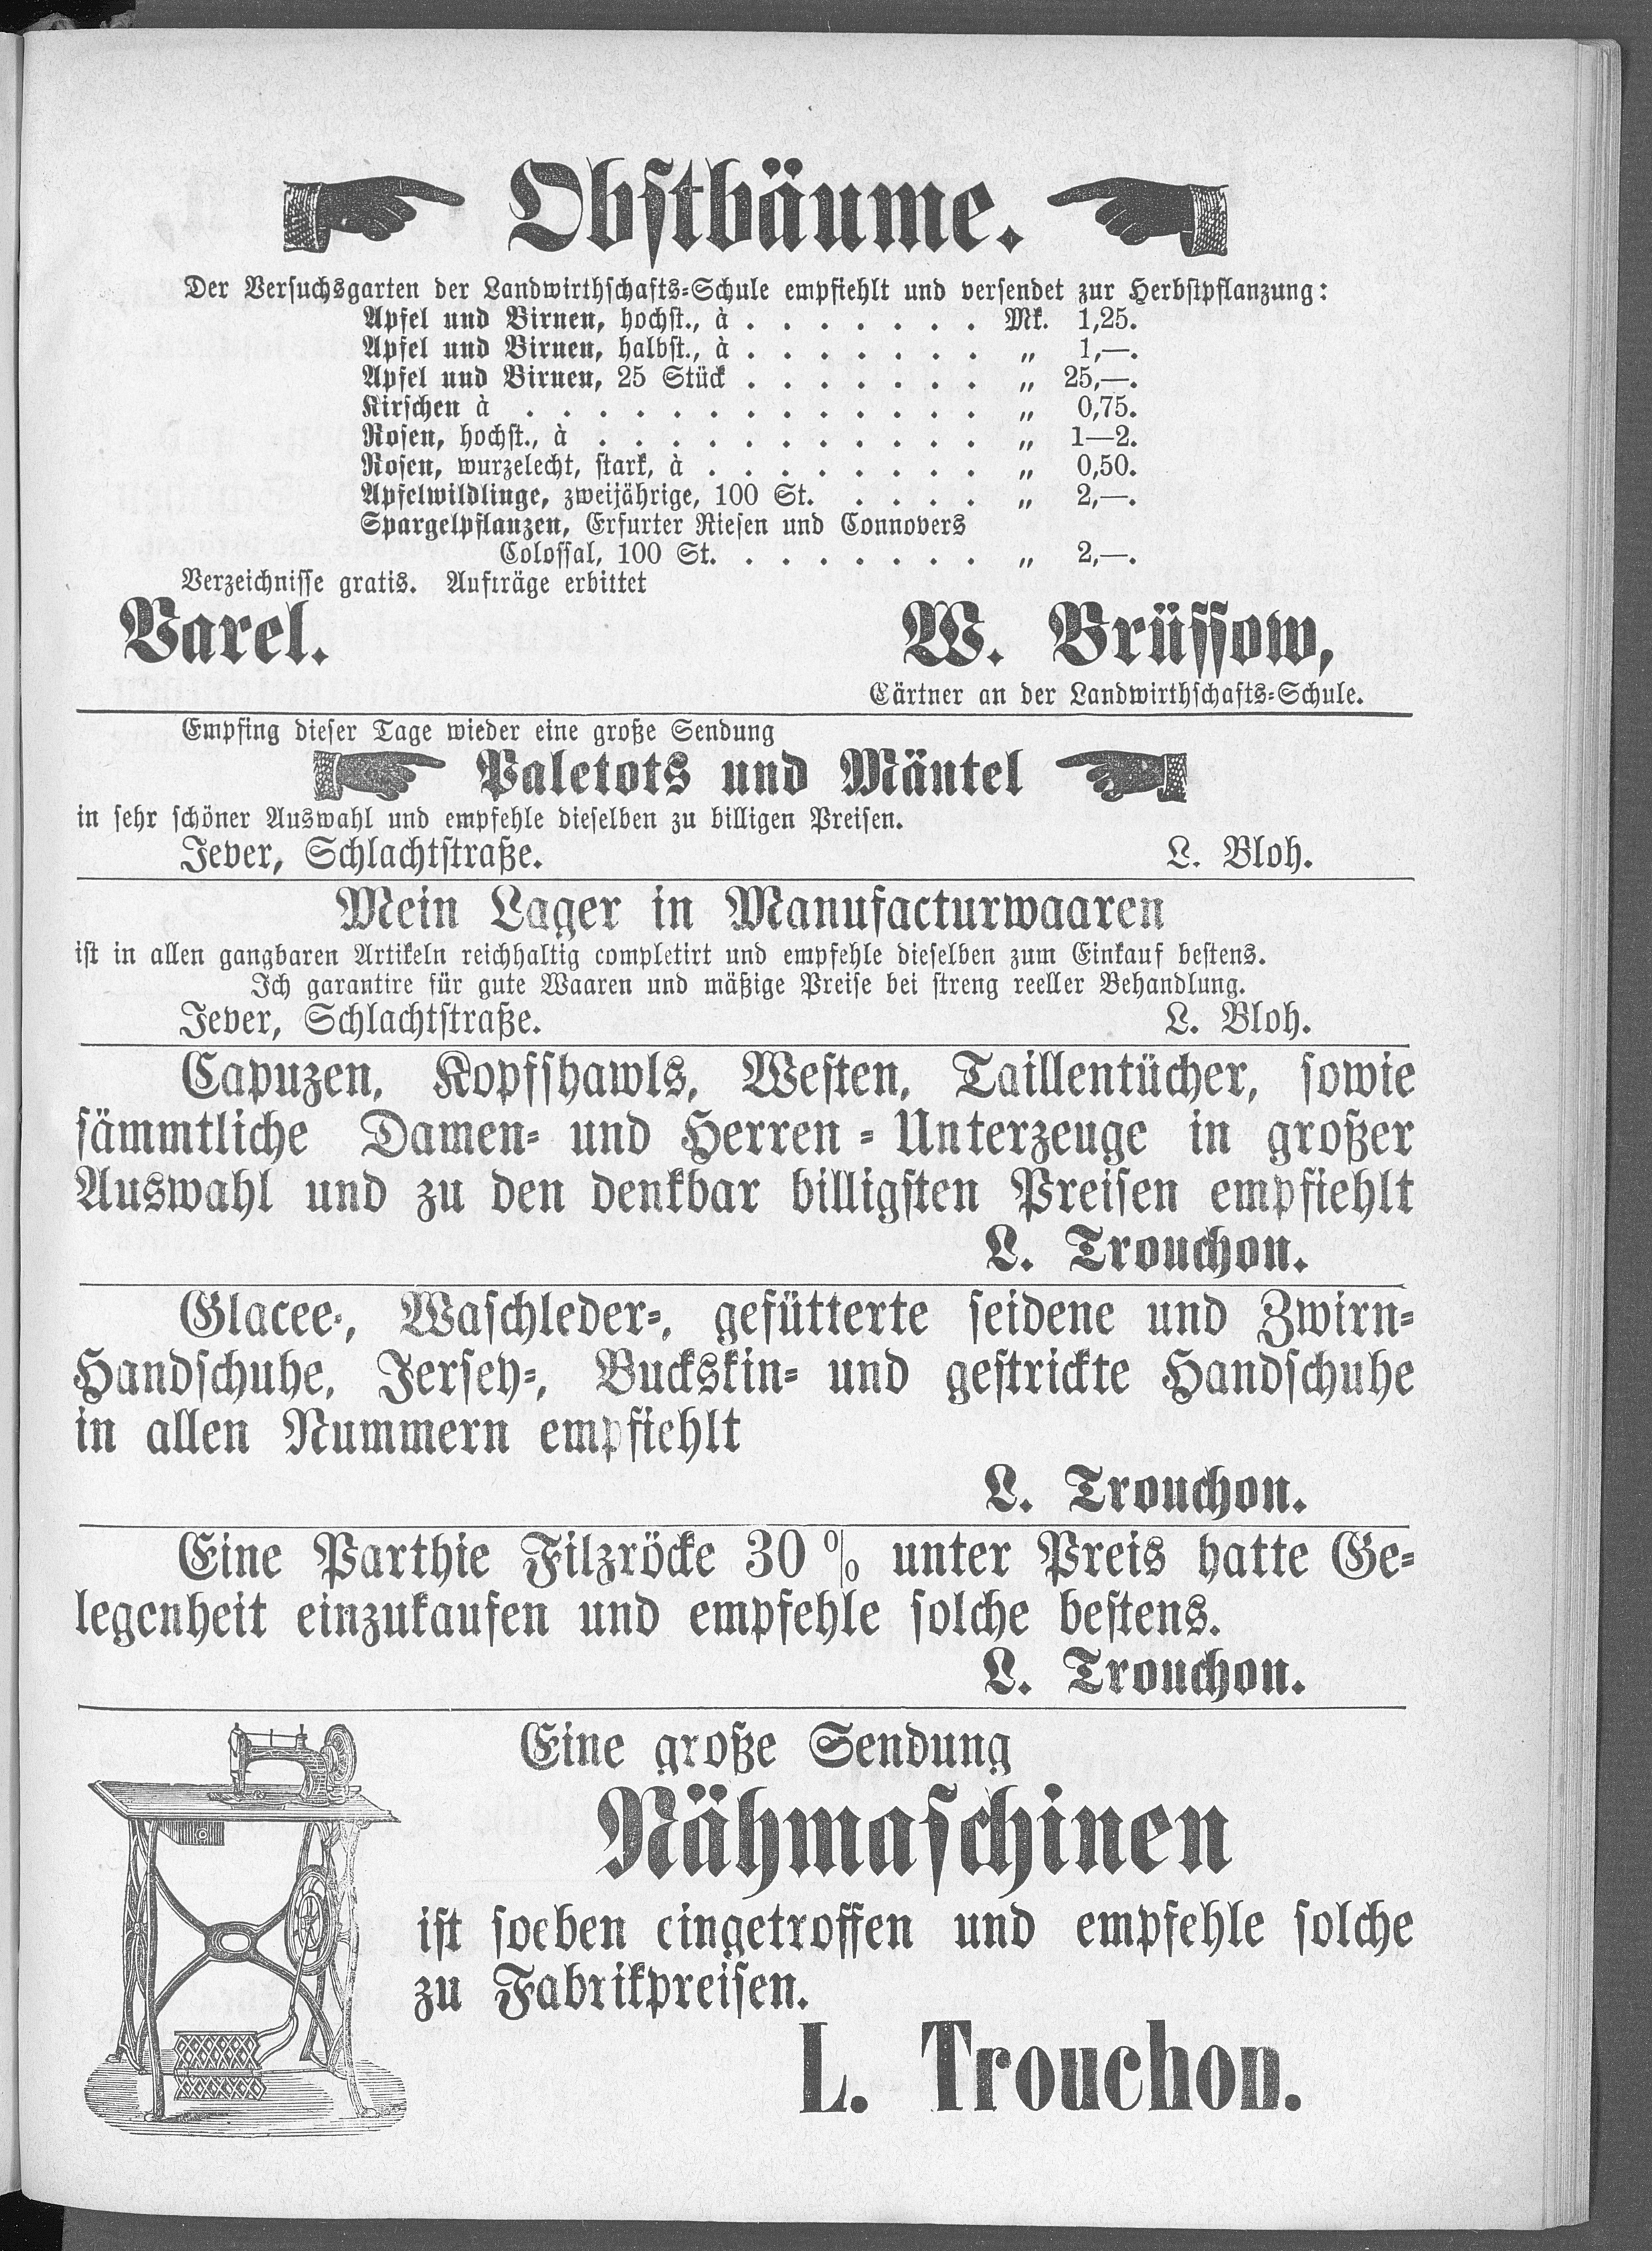 Obstbäume.
Der Versuchsgarten der Landwirthschafts-Schule empfiehlt und versendet zur Herbstpflanzung:
Apfel und Birnen, hochst., à . . . . . . . Mk. 1,25.
Apfel und Birnen, halbst., à . . . . . . . „ 1,—.
Apfel und Birnen, 25 Stück . . . . . . . „ 25,—.
Kirschen à . . . . . . . . . . . . . „ 0,75.
Rosen, hochst., à . . . . . . . . . . . „ 1—2.
Rosen, wurzelecht, stark, à . . . . . . . . „ 0,50.
Apfelwildlinge, zweijährige, 100 St. . . . . „ 2,—.
Spargelpflanzen, Erfurter Riesen und Connovers
Colossal, 100 St. . . . . . . . „ 2,—.
Verzeichnisse gratis. Aufträge erbittet
Varel. W. Brüssow,
Gärtner an der Landwirthschafts-Schule.
Empfing dieser Tage wieder eine große Sendung
Paletots und Mäntel
in sehr schöner Auswahl und empfehle dieselben zu billigen Preisen.
Jever, Schlachtstraße. L. Bloh.
Mein Lager in Manufacturwaaren
ist in allen gangbaren Artikeln reichhaltig completirt und empfehle dieselben zum Einkauf bestens.
Ich garantire für gute Waaren und mäßige Preise bei streng reeller Behandlung.
Jever, Schlachtstraße. L. Bloh.
Capuzen, Kopfshawls, Westen, Taillentücher, sowie
sämmtliche Damen- und Herren-Unterzeuge in großer
Auswahl und zu den denkbar billigsten Preisen empfiehlt
L. Trouchon.
Glacee-, Waschleder-, gefütterte seidene und Zwirn-
Handschuhe, Jersey-, Buckskin- und gestrickte Handschuhe
in allen Nummern empfiehlt
L. Trouchon.
Eine Parthie Filzröcke 30 % unter Preis hatte Ge-
legenheit einzukaufen und empfehle solche bestens.
L. Trouchon.
Eine große Sendung
Nähmaschinen
ist soeben eingetroffen und empfehle solche
zu Fabrikpreisen.
L. Trouchon.